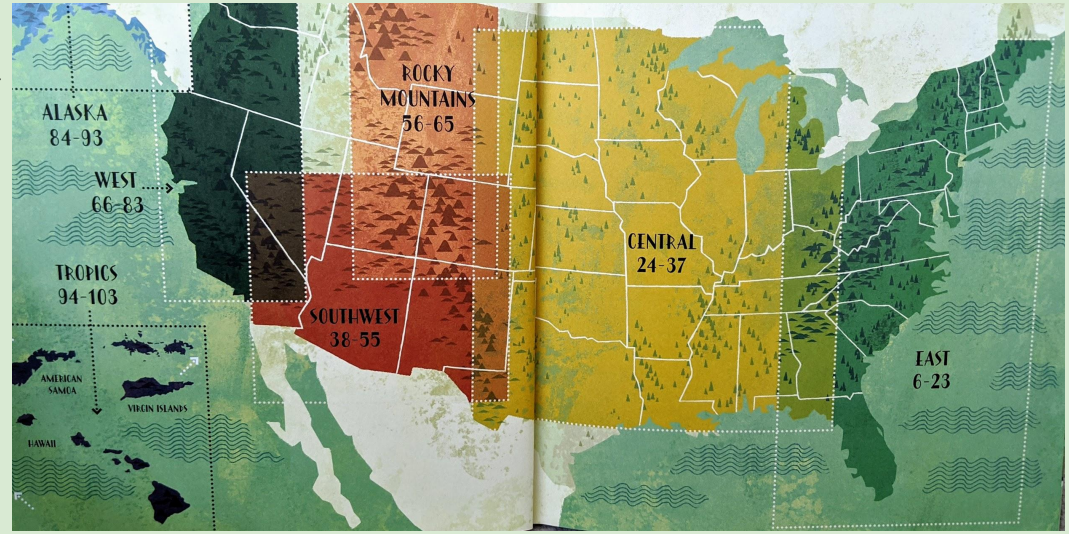 ROCKY
MOUNTAINS
56-65
ALASKA
84-93
WEST
66-83
TROPICS
94-103
CENTRAL
24-37
SOUTHWEST
38-55
EAST
6-23
AMERICAN
SAMOA
VIRGIN ISLANDS
HAWAII